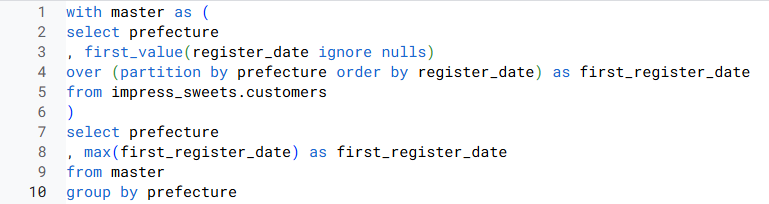 1 with master as (
2 select prefecture
3 , first_value(register_date ignore nulls)
4 over (partition by prefecture order by register_date) as first_register_date
5 from impress_sweets.customers
6 )
7 select prefecture
8 , max(first_register_date) as first_register_date
9 from master
10 group by prefecture